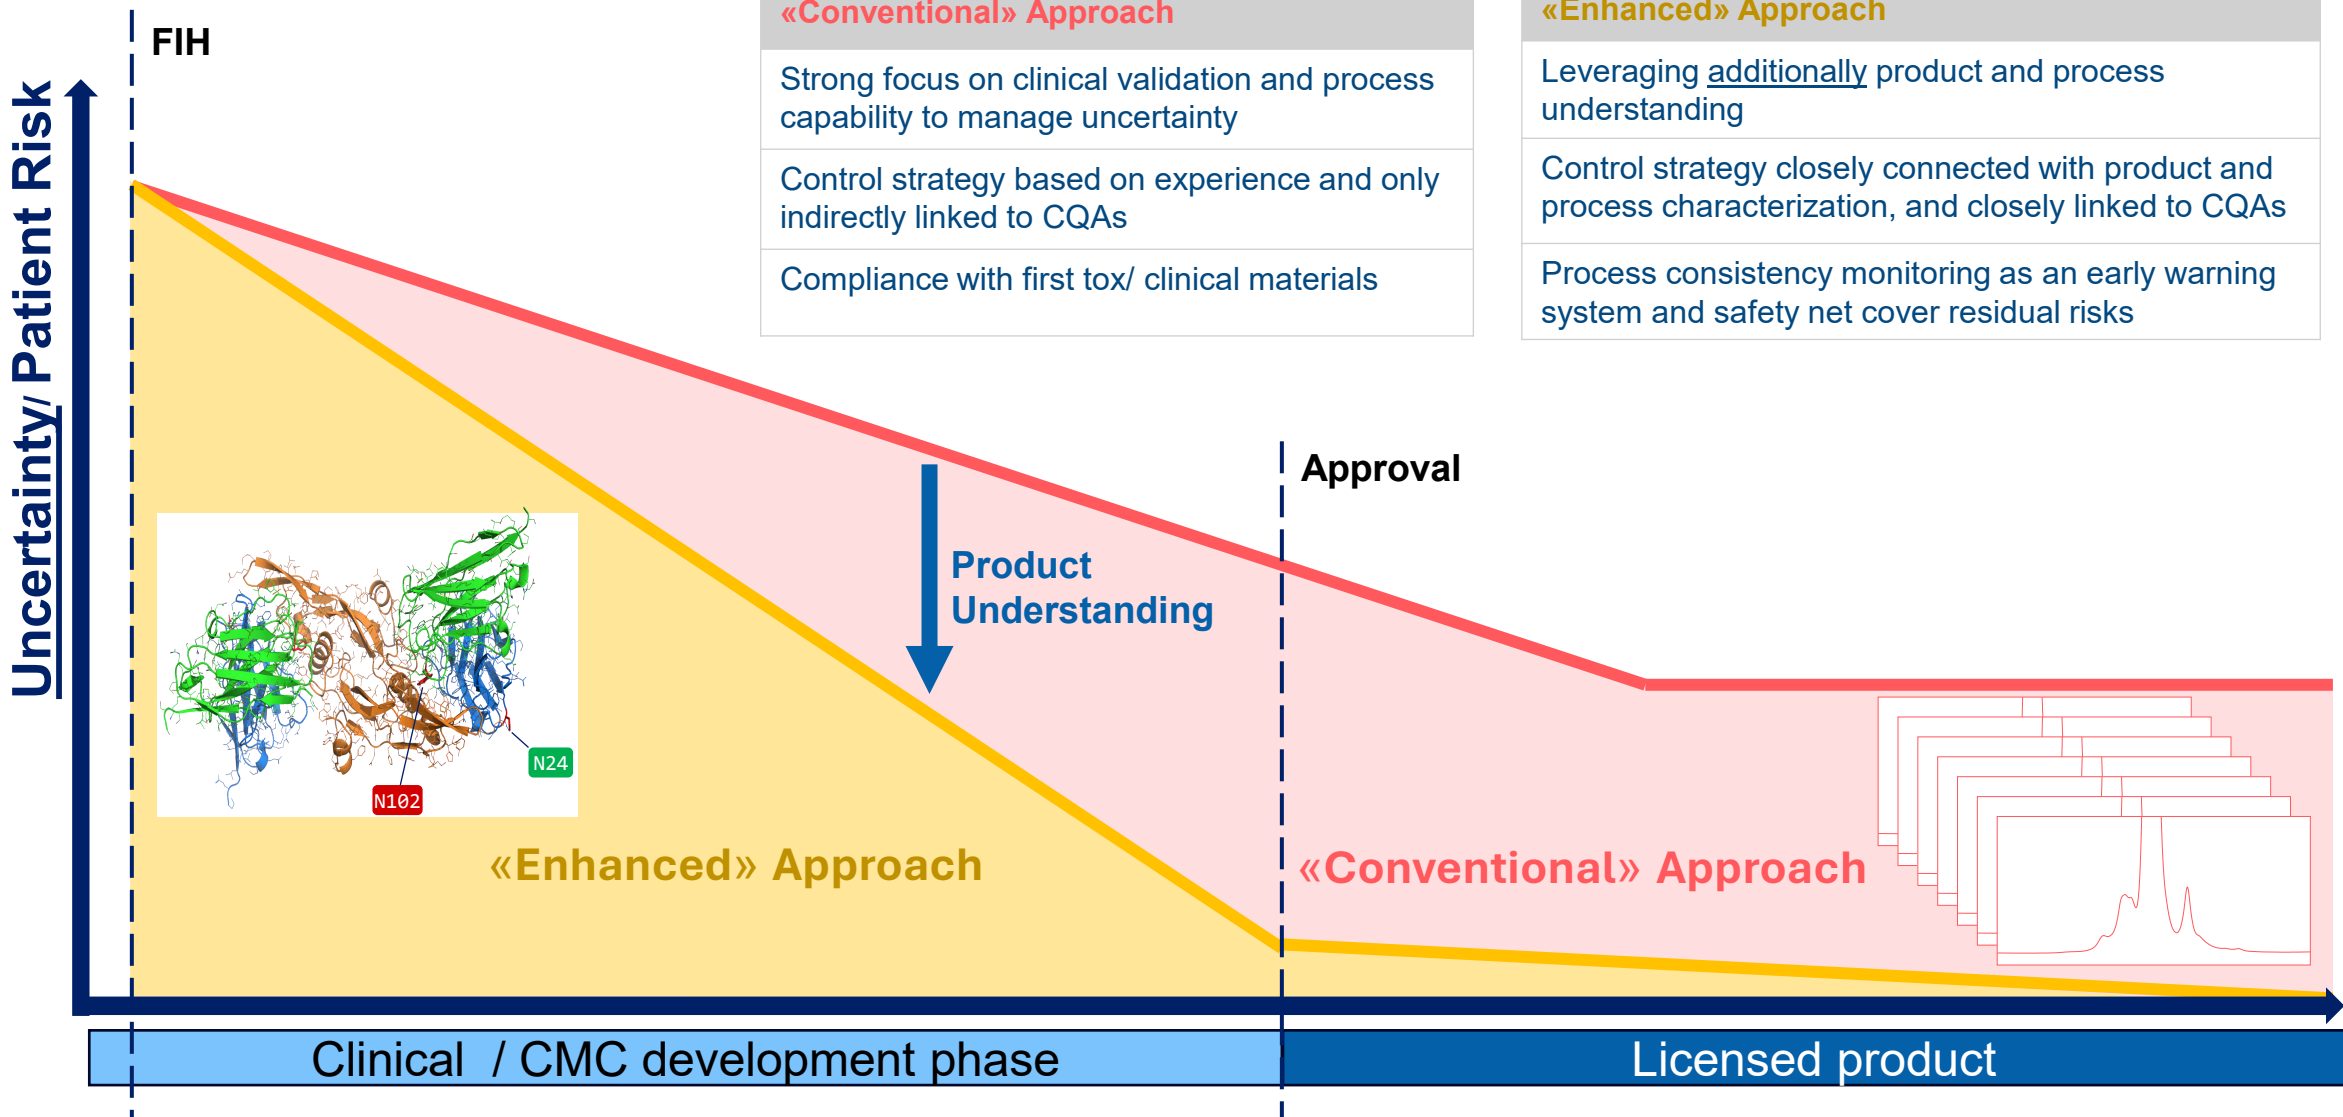 «Conventional» Approach
Strong focus on clinical validation and process
capability to manage uncertainty
Control strategy based on experience and only
indirectly linked to CQAs
Compliance with first tox/ clinical materials
«Enhanced» Approach
Leveraging additionally product and process
understanding
Control strategy closely connected with product and
process characterization, and closely linked to CQAs
Process consistency monitoring as an early warning
system and safety net cover residual risks
FIH
Uncertainty/ Patient Risk
Approval
Product
Understanding
N24
N102
«Enhanced» Approach
«Conventional» Approach
Clinical / CMC development phase
Licensed product